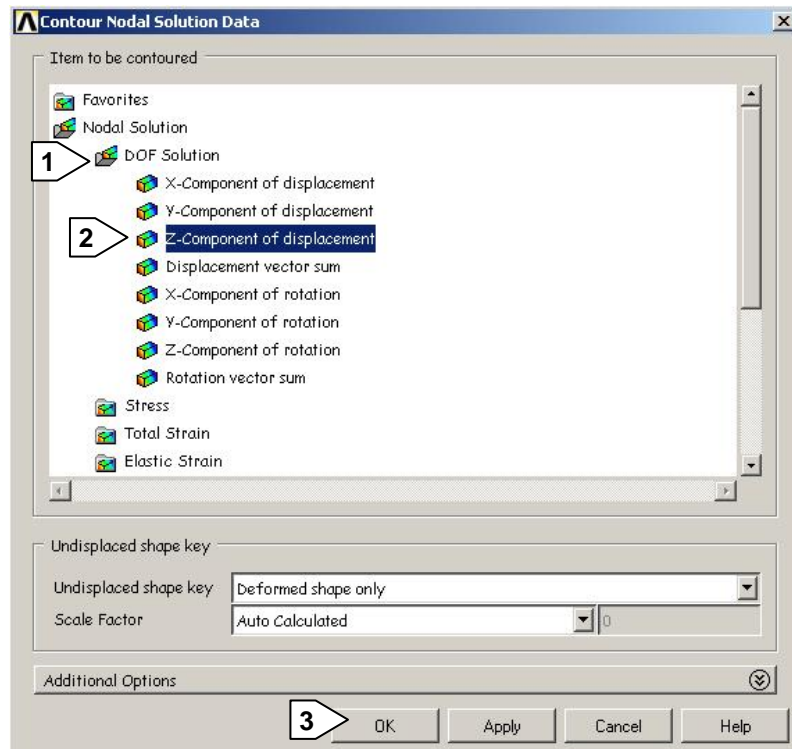 Contour Nodal Solution Data
Item to be contoured
Favorites
Nodal Solution
1 DOF Solution
X-Component of displacement
Y-Component of displacement
2 Z-Component of displacement
Displacement vector sum
X-Component of rotation
Y-Component of rotation
Z-Component of rotation
Rotation vector sum
Stress
Total Strain
Elastic Strain
Undisplaced shape key
Undisplaced shape key Deformed shape only
Scale Factor Auto Calculated 0
Additional Options
3 OK Apply Cancel Help